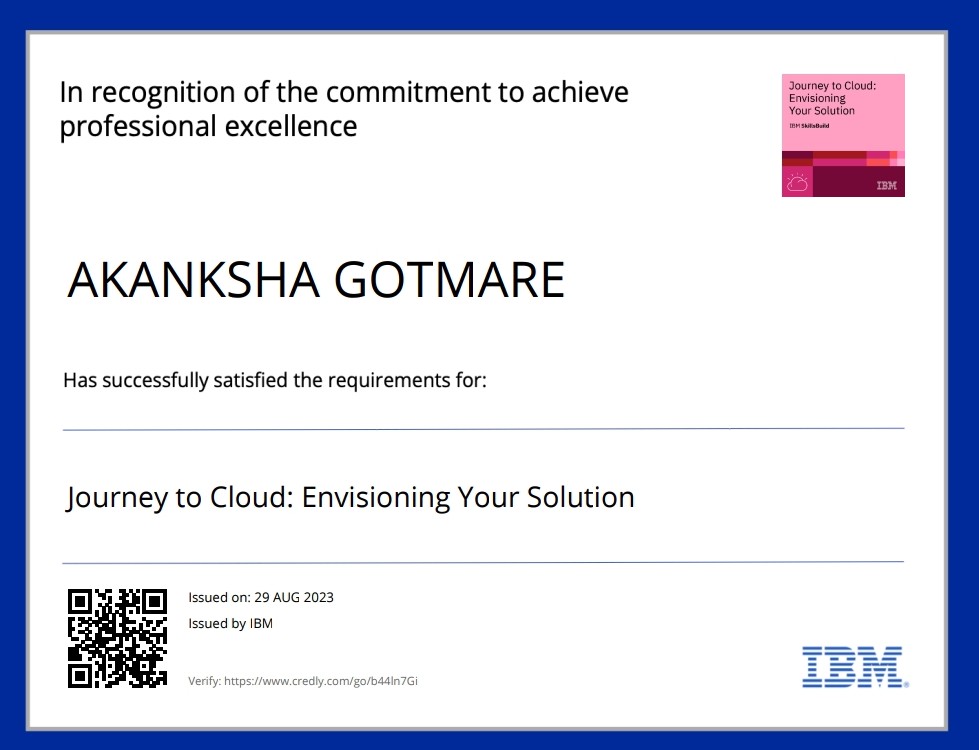 In recognition of the commitment to achieve
professional excellence
Journey to Cloud:
Envisioning
Your Solution
IBM SkillsBuild
IBM
AKANKSHA GOTMARE
Has successfully satisfied the requirements for:
Journey to Cloud: Envisioning Your Solution
Issued on: 29 AUG 2023
Issued by IBM
Verify: https://www.credly.com/go/b44ln7Gi
IBM®